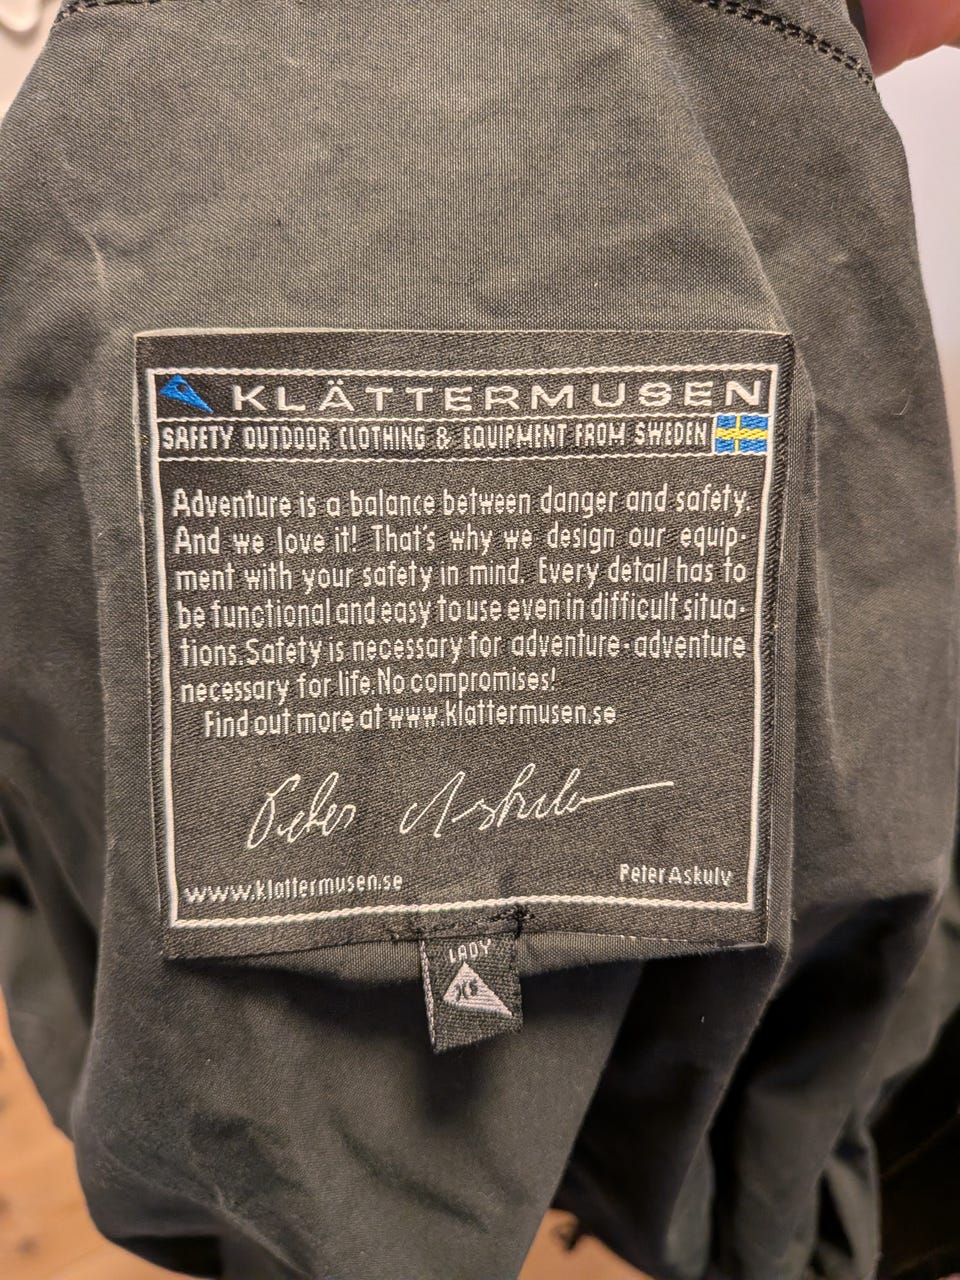 KLÄTTERMUSEN
SAFETY OUTDOOR CLOTHING & EQUIPMENT FROM SWEDEN
Adventure is a balance between danger and safety.
And we love it! That's why we design our equip-
ment with your safety in mind. Every detail has to
be functional and easy to use even in difficult situa-
tions. Safety is necessary for adventure-adventure
necessary for life. No compromises!
Find out more at www.klattermusen.se
Peter Askulv
www.klattermusen.se
Peter Askulv
LADY
XS